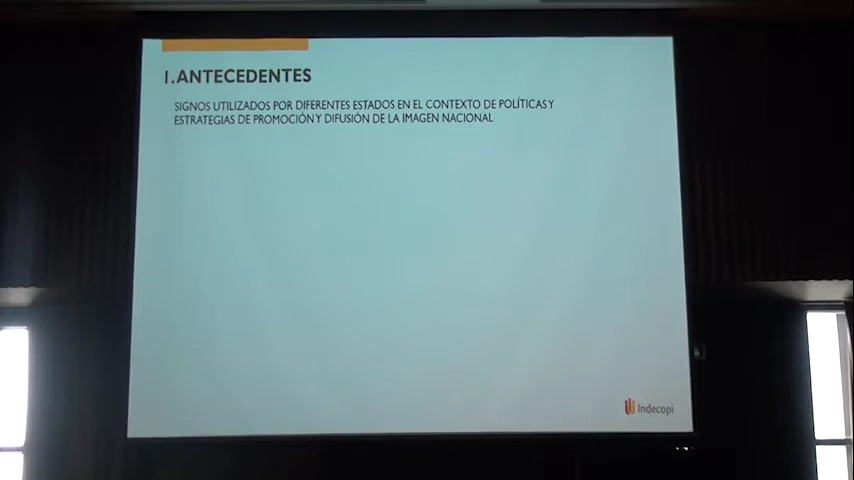 1.ANTECEDENTES
SIGNOS UTILIZADOS POR DIFERENTES ESTADOS EN EL CONTEXTO DE POLÍTICAS Y
ESTRATEGIAS DE PROMOCIÓN Y DIFUSIÓN DE LA IMAGEN NACIONAL
Indecopi